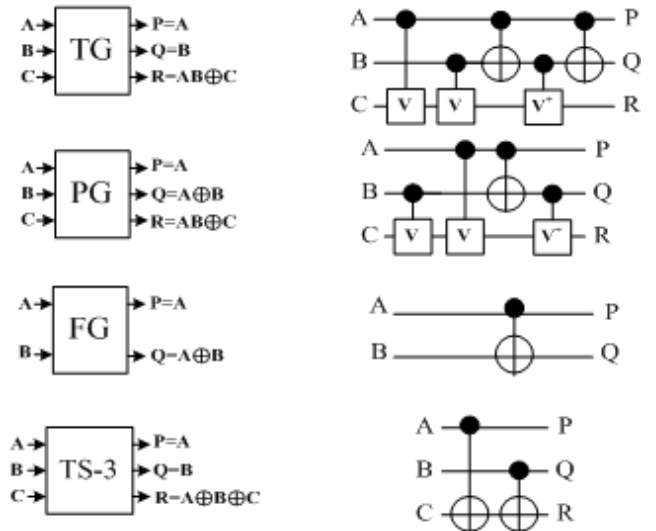 A P=A
B TG Q=B
C R=AB⊕C
A P
B Q
C V V V⁺ R
A P=A
B PG Q=A⊕B
C R=AB⊕C
A P
B Q
C V V V⁻ R
A P=A
FG
B Q=A⊕B
A P
B Q
A P=A
B TS-3 Q=B
C R=A⊕B⊕C
A P
B Q
C R